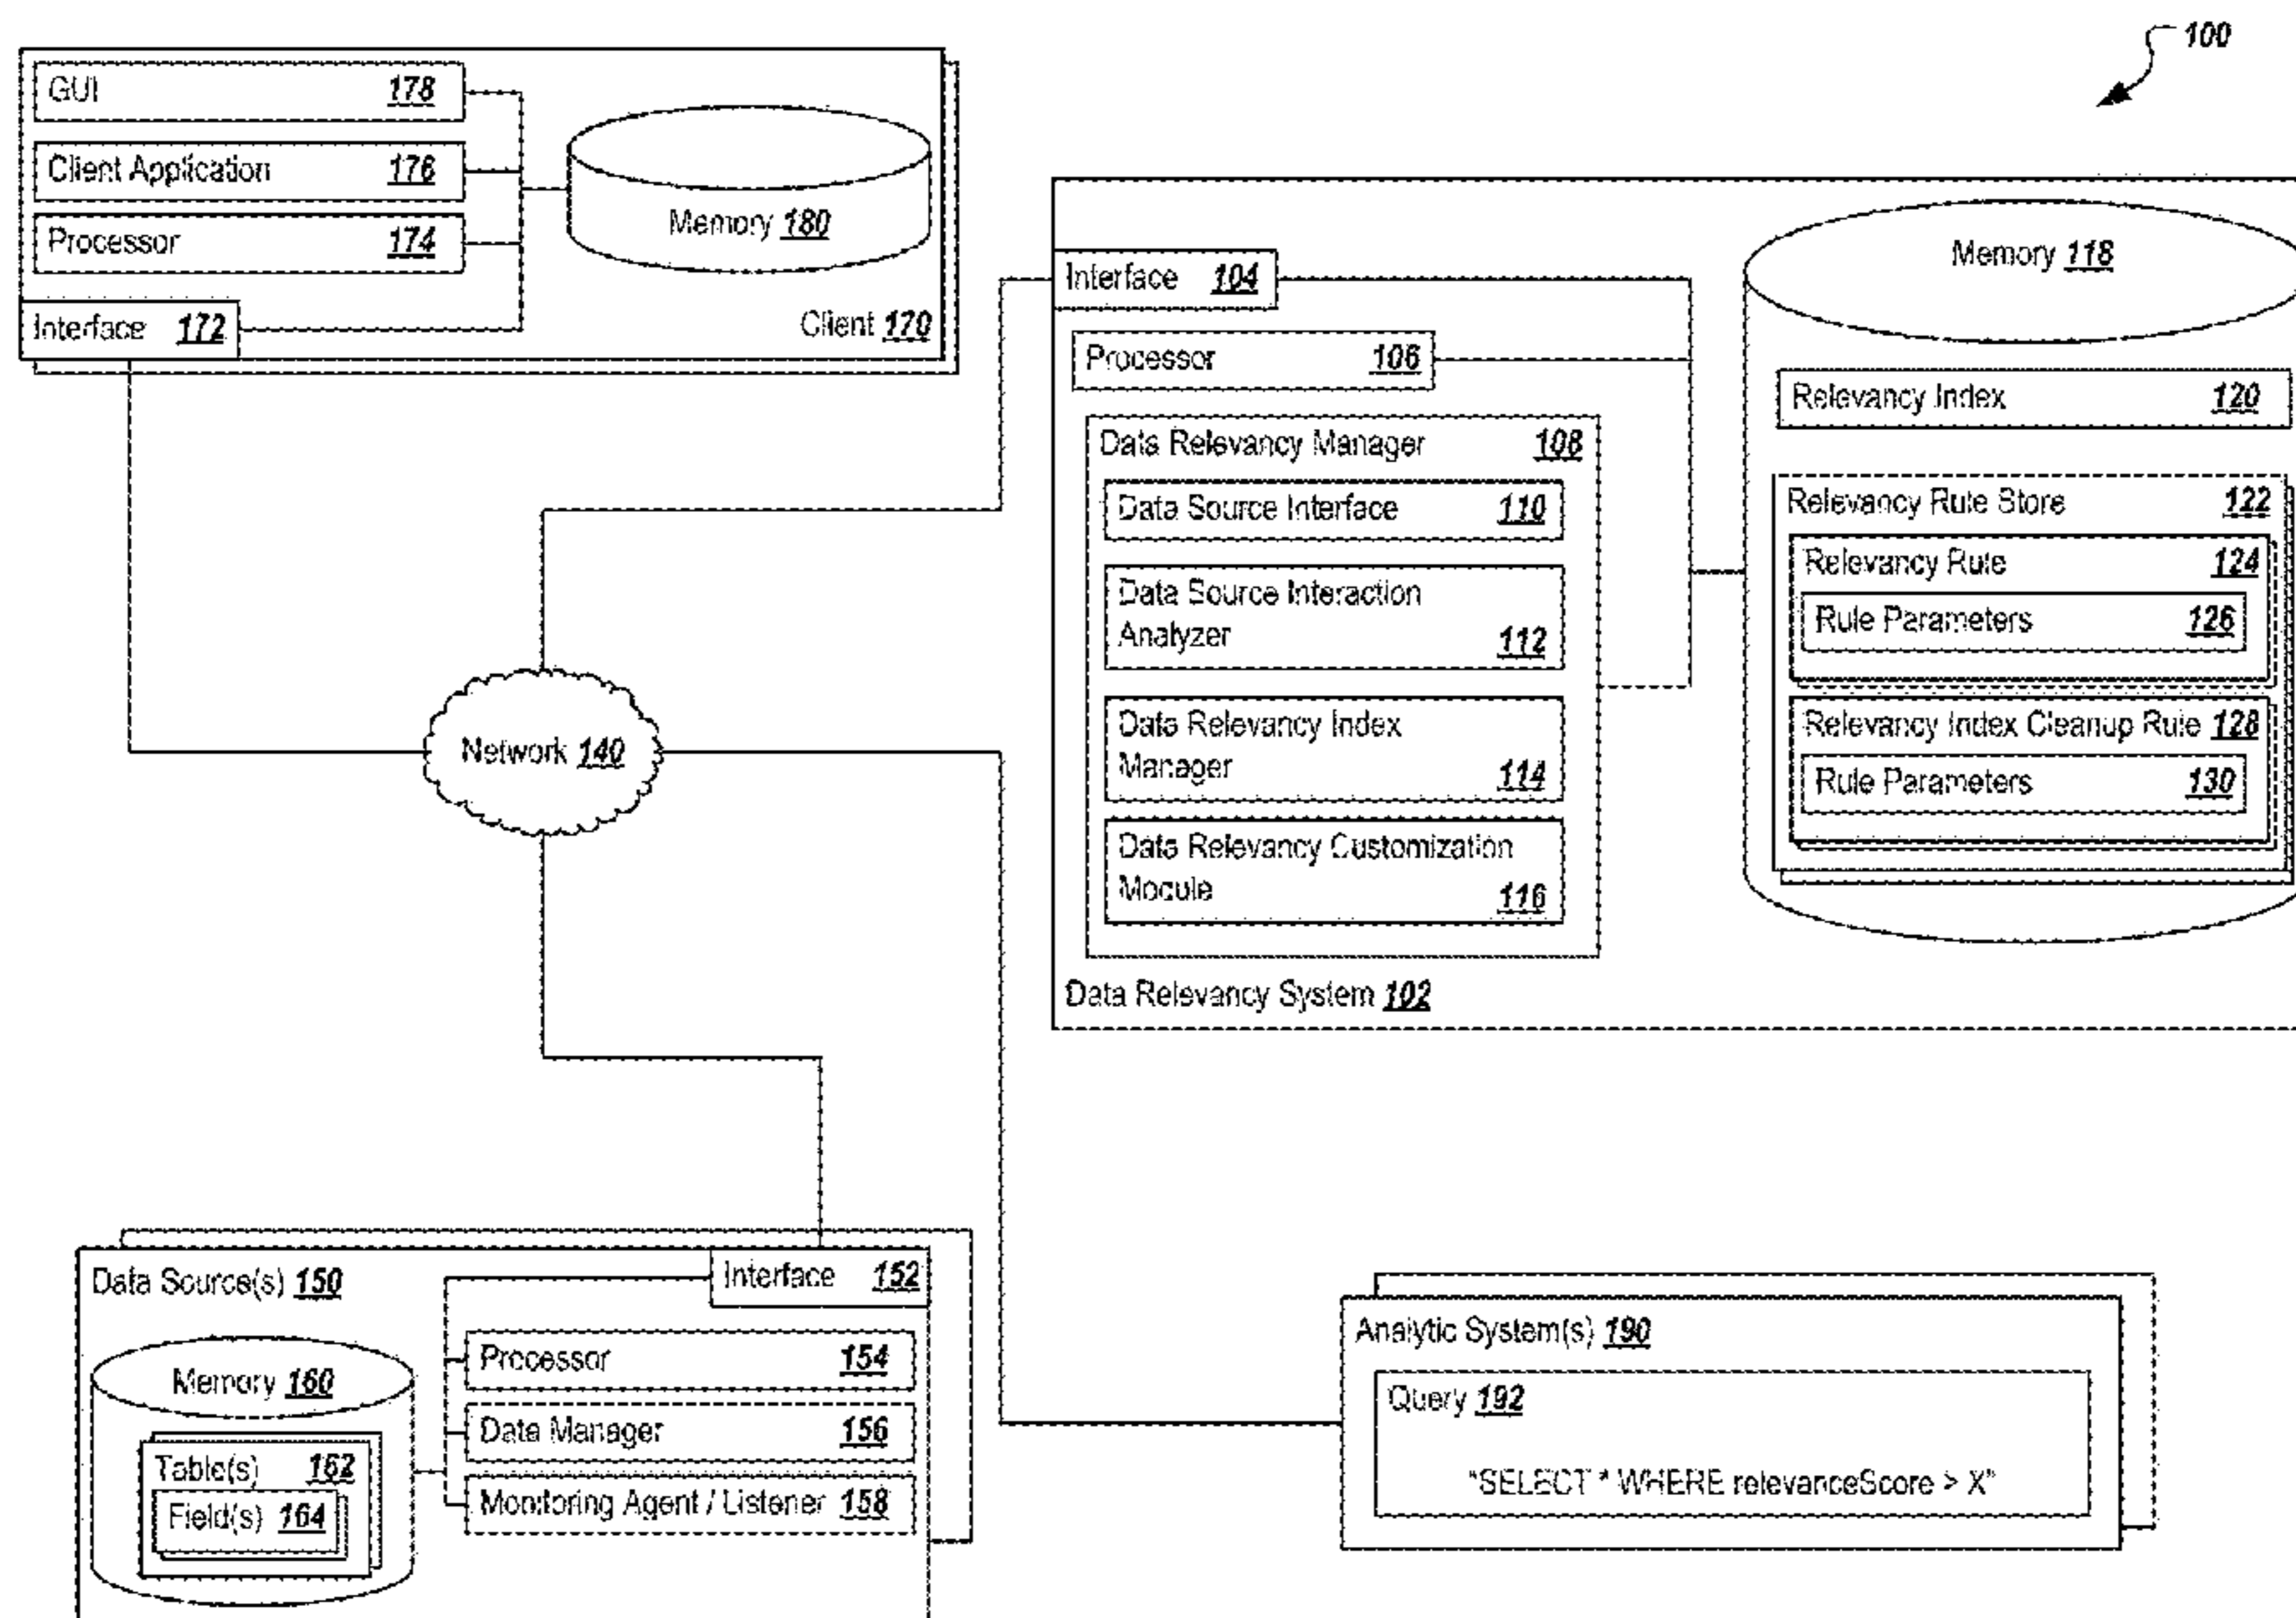 100
GUI 178
Client Application 176
Processor 174
Interface 172
Memory 180
Client 170
Interface 104
Processor 106
Data Relevancy Manager 108
Data Source Interface 110
Data Source Interaction
Analyzer 112
Data Relevancy Index
Manager 114
Data Relevancy Customization
Module 116
Data Relevancy System 102
Memory 118
Relevancy Index 120
Relevancy Rule Store 122
Relevancy Rule 124
Rule Parameters 126
Relevancy Index Cleanup Rule 128
Rule Parameters 130
Network 140
Data Source(s) 150
Interface 152
Processor 154
Data Manager 156
Monitoring Agent / Listener 158
Memory 160
Table(s) 162
Field(s) 164
Analytic System(s) 190
Query 192
"SELECT * WHERE relevanceScore > X"